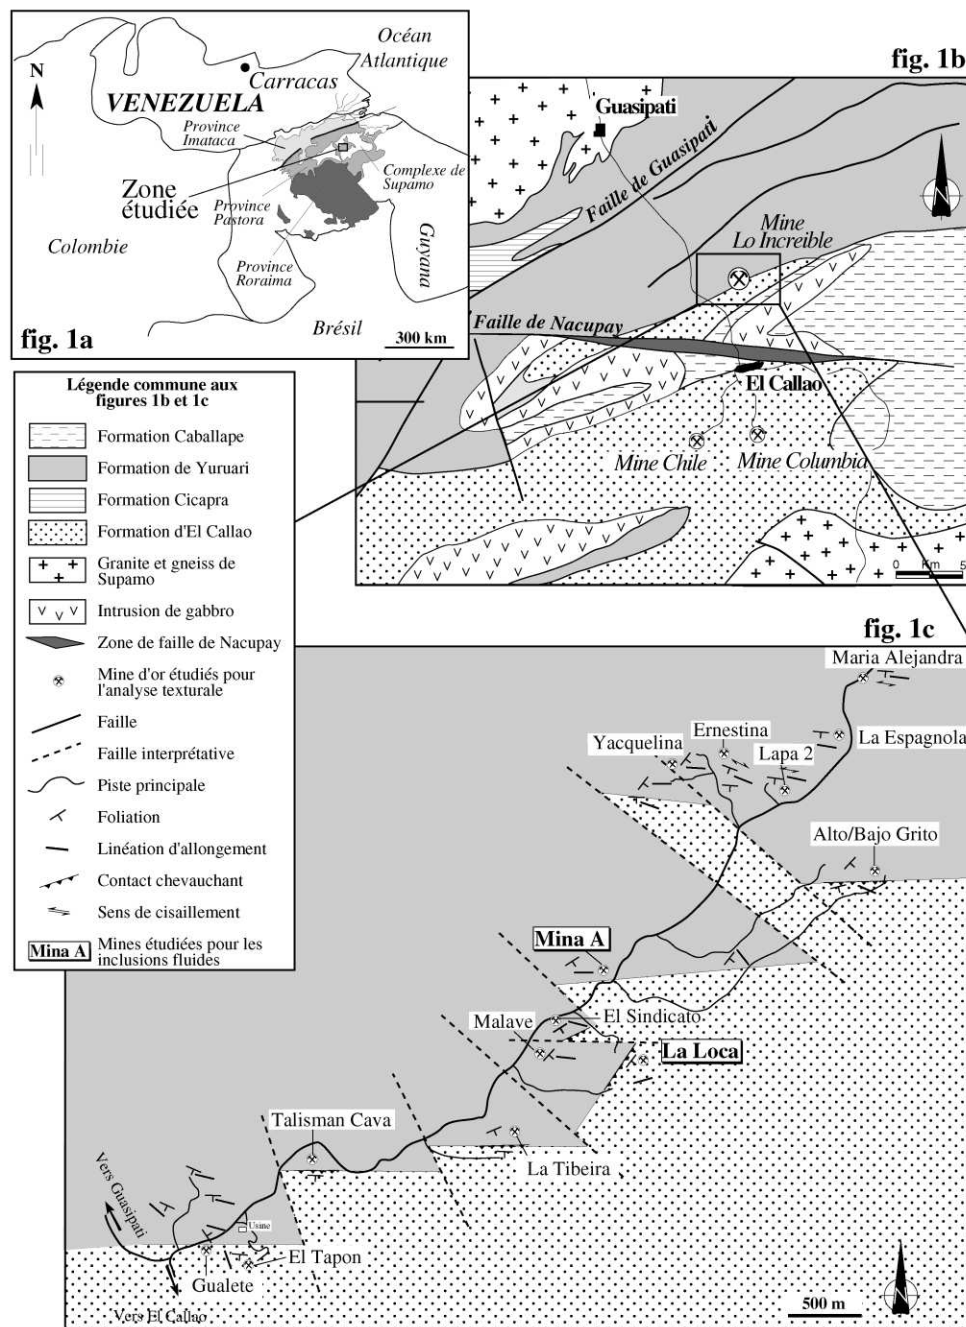 Océan
Atlantique
N
Carracas
VENEZUELA
Province
Imataca
Complexe de
Supamo
Zone
étudiée
Province
Pastora
Colombie
Guyana
Province
Roraima
Brésil
300 km
fig. 1a
fig. 1b
Guasipati
Faille de Guasipati
Mine
Lo Increible
Faille de Nacupay
El Callao
Mine Chile
Mine Columbia
0 Km 5
Légende commune aux
figures 1b et 1c
Formation Caballape
Formation de Yuruari
Formation Cicapra
Formation d'El Callao
Granite et gneiss de
Supamo
Intrusion de gabbro
Zone de faille de Nacupay
Mine d'or étudiés pour
l'analyse texturale
Faille
Faille interprétative
Piste principale
Foliation
Linéation d'allongement
Contact chevauchant
Sens de cisaillement
Mina A
Mines étudiées pour les
inclusions fluides
fig. 1c
Maria Alejandra
La Espagnola
Ernestina
Yacquelina
Lapa 2
Alto/Bajo Grito
Mina A
El Sindicato
Malave
La Loca
Talisman Cava
La Tibeira
Vers Guasipati
Usine
El Tapon
Gualete
Vers El Callao
500 m